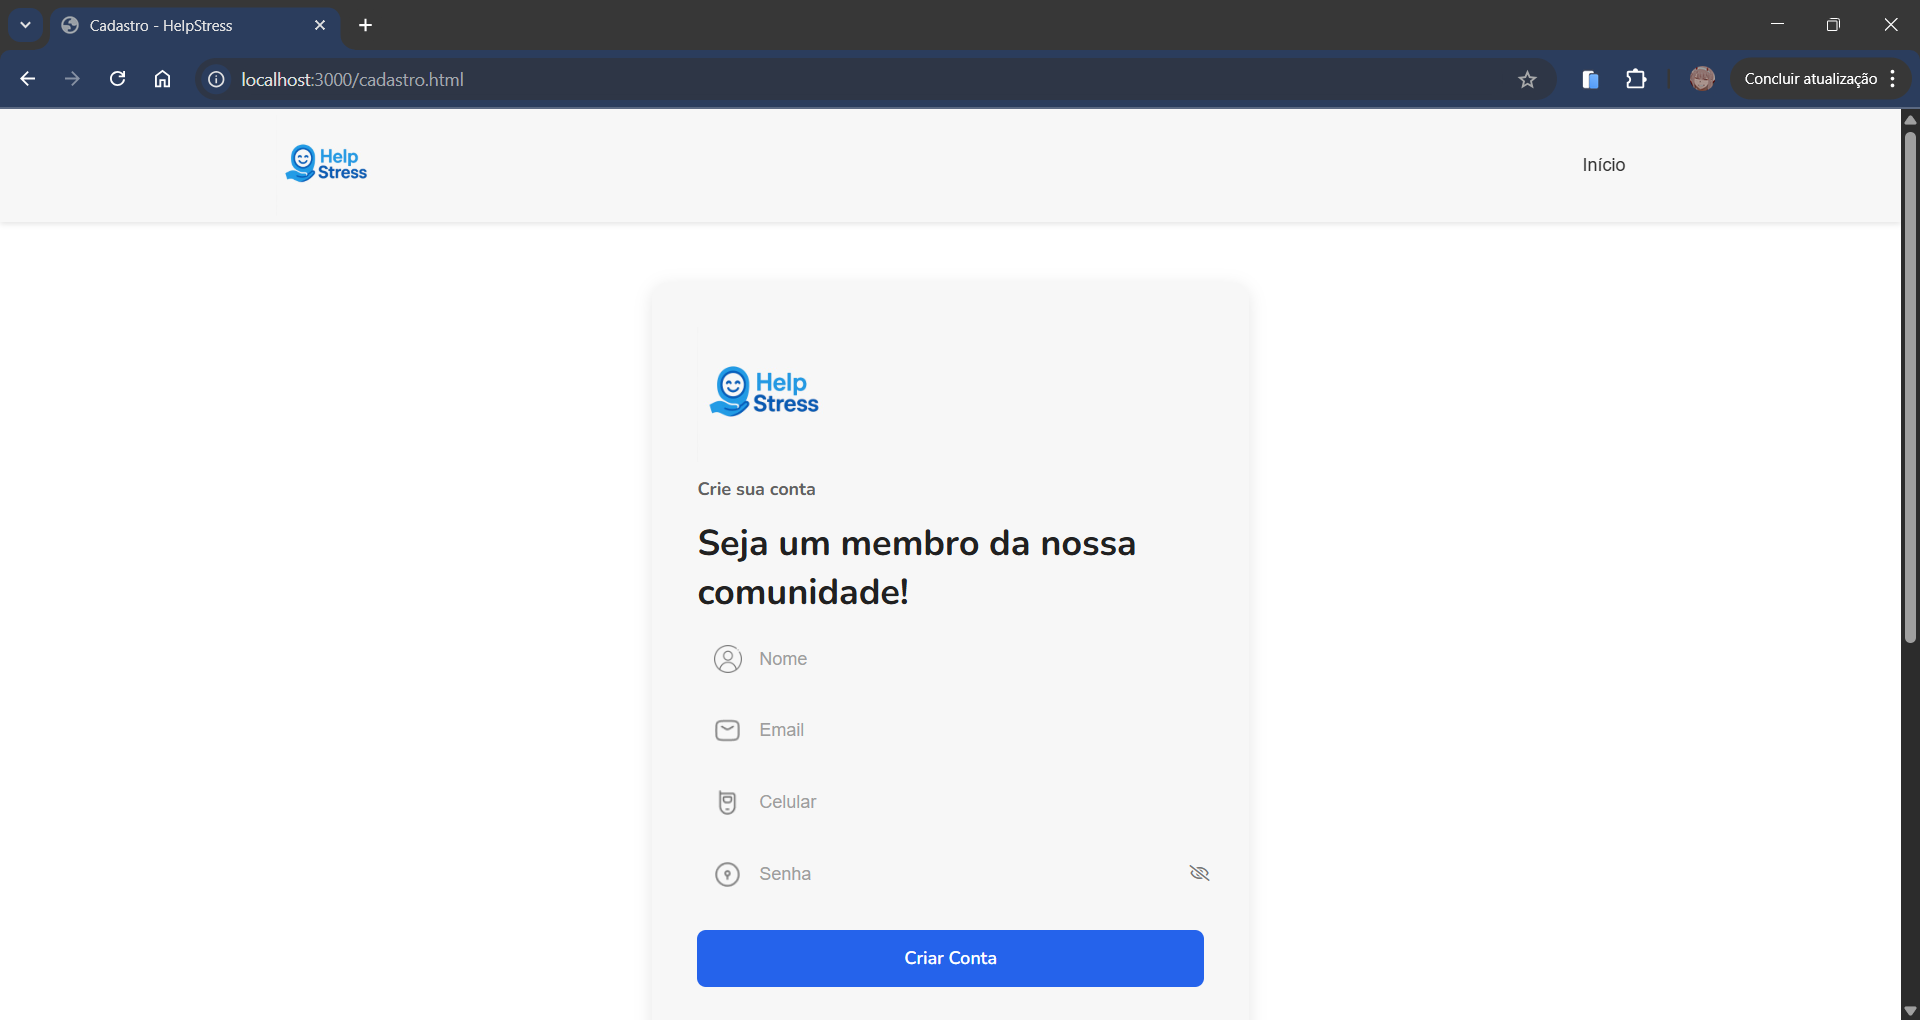 Cadastro - HelpStress
localhost:3000/cadastro.html
Concluir atualização
Help
Stress
Início
Help
Stress
Crie sua conta
Seja um membro da nossa
comunidade!
Nome
Email
Celular
Senha
Criar Conta